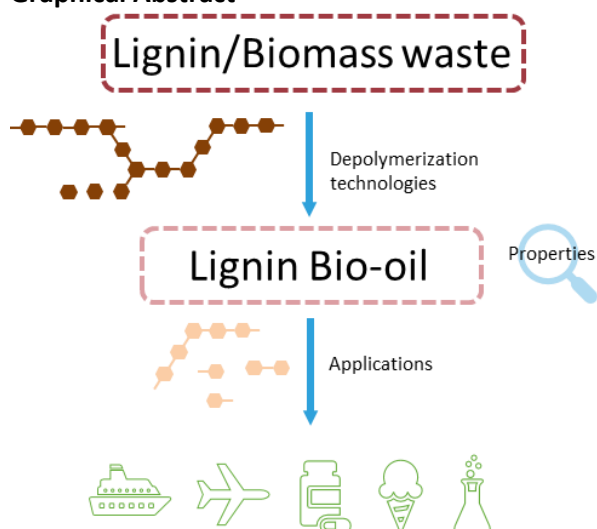 Graphical Abstract
Lignin/Biomass waste
Depolymerization
technologies
Lignin Bio-oil
Properties
Applications